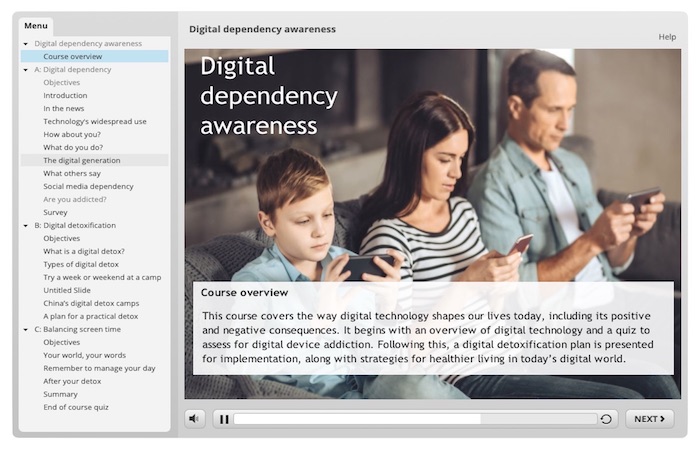 Menu
Digital dependency awareness
Course overview
A: Digital dependency
Objectives
Introduction
In the news
Technology's widespread use
How about you?
What do you do?
The digital generation
What others say
Social media dependency
Are you addicted?
Survey
B: Digital detoxification
Objectives
What is a digital detox?
Types of digital detox
Try a week or weekend at a camp
Untitled Slide
China's digital detox camps
A plan for a practical detox
C: Balancing screen time
Objectives
Your world, your words
Remember to manage your day
After your detox
Summary
End of course quiz
Digital dependency awareness
Help
Digital
dependency
awareness
Course overview
This course covers the way digital technology shapes our lives today, including its positive
and negative consequences. It begins with an overview of digital technology and a quiz to
assess for digital device addiction. Following this, a digital detoxification plan is presented
for implementation, along with strategies for healthier living in today's digital world.
NEXT